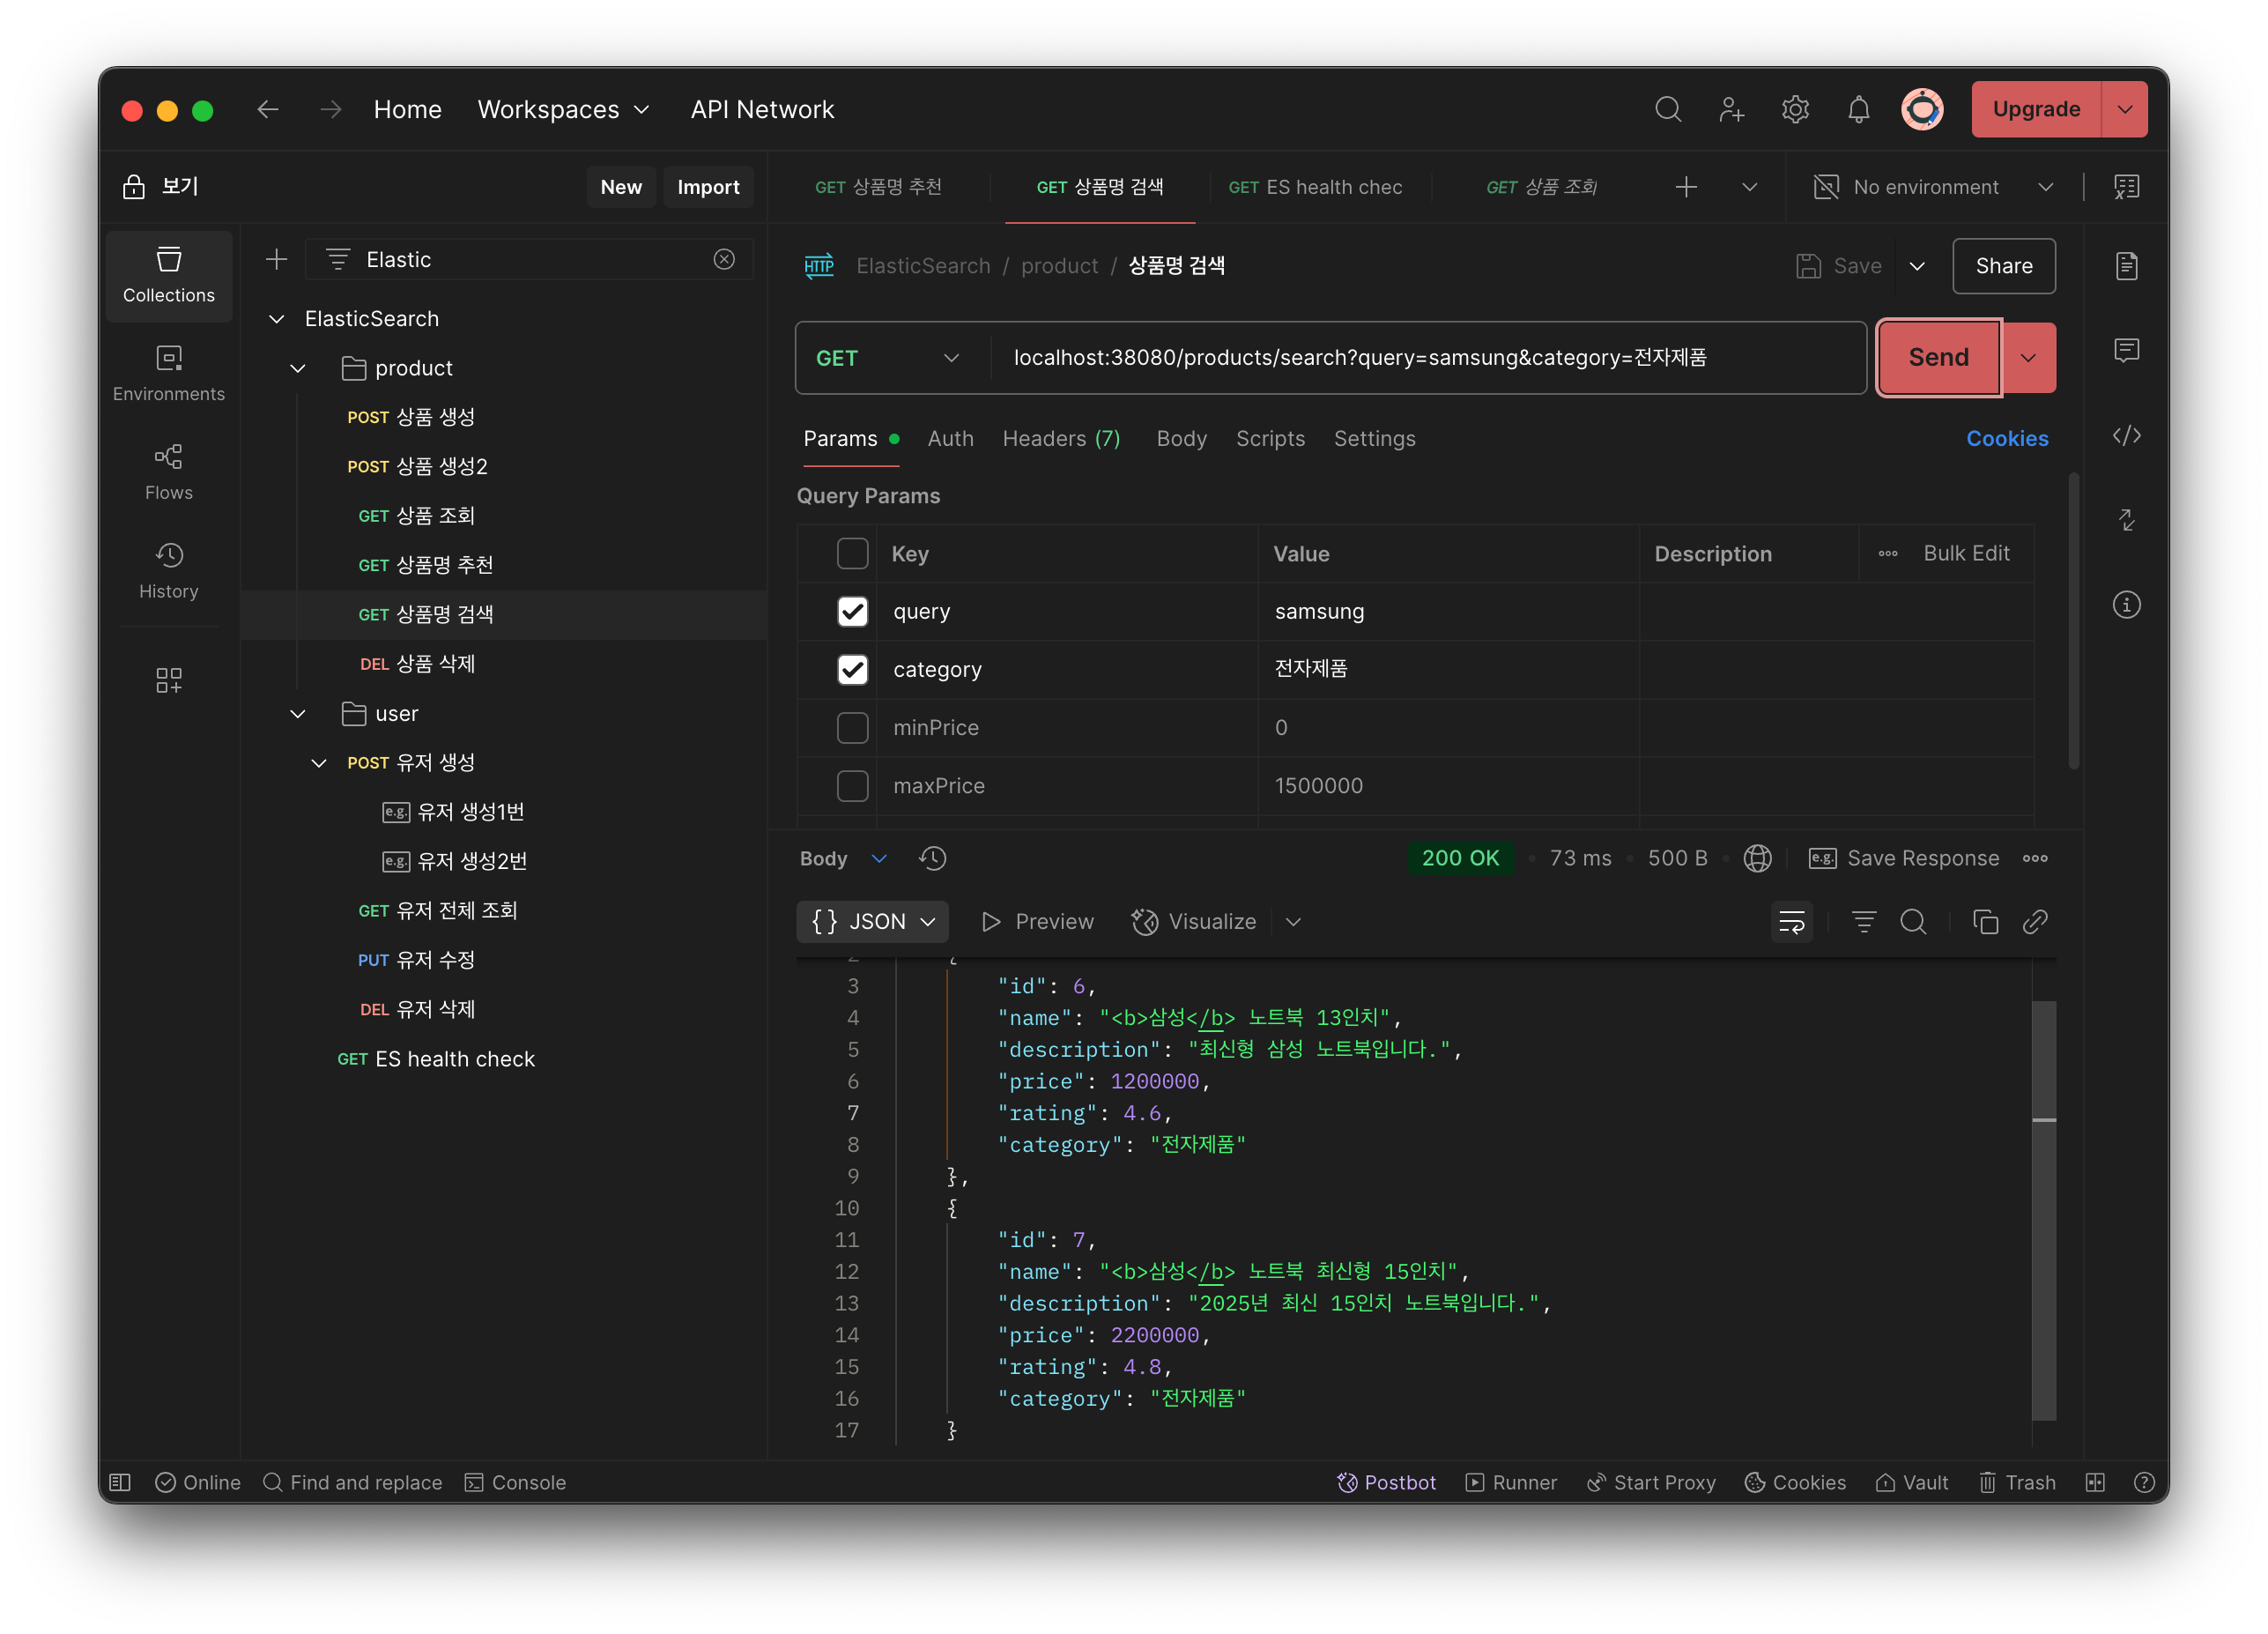 Home Workspaces API Network Upgrade
보기 New Import
GET 상품명 추천 GET 상품명 검색 GET ES health chec GET 상품 조회 No environment
Collections
Environments
Flows
History
Elastic
ElasticSearch
product
POST 상품 생성
POST 상품 생성2
GET 상품 조회
GET 상품명 추천
GET 상품명 검색
DEL 상품 삭제
user
POST 유저 생성
e.g. 유저 생성1번
e.g. 유저 생성2번
GET 유저 전체 조회
PUT 유저 수정
DEL 유저 삭제
GET ES health check
HTTP ElasticSearch / product / 상품명 검색 Save Share
GET localhost:38080/products/search?query=samsung&category=전자제품 Send
Params Auth Headers (7) Body Scripts Settings Cookies
Query Params
Key Value Description Bulk Edit
query samsung
category 전자제품
minPrice 0
maxPrice 1500000
Body 200 OK 73 ms 500 B e.g. Save Response
{} JSON Preview Visualize
2 {
3 "id": 6,
4 "name": "<b>삼성</b> 노트북 13인치",
5 "description": "최신형 삼성 노트북입니다.",
6 "price": 1200000,
7 "rating": 4.6,
8 "category": "전자제품"
9 },
10 {
11 "id": 7,
12 "name": "<b>삼성</b> 노트북 최신형 15인치",
13 "description": "2025년 최신 15인치 노트북입니다.",
14 "price": 2200000,
15 "rating": 4.8,
16 "category": "전자제품"
17 }
Online Find and replace Console Postbot Runner Start Proxy Cookies Vault Trash